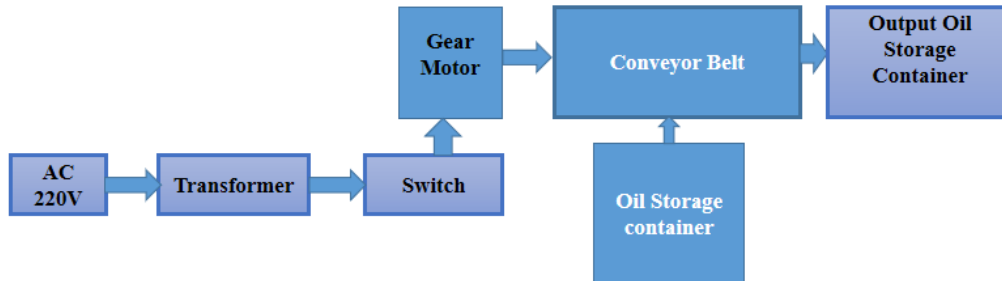 AC
220V
Transformer
Switch
Gear
Motor
Conveyor Belt
Oil Storage
container
Output Oil
Storage
Container